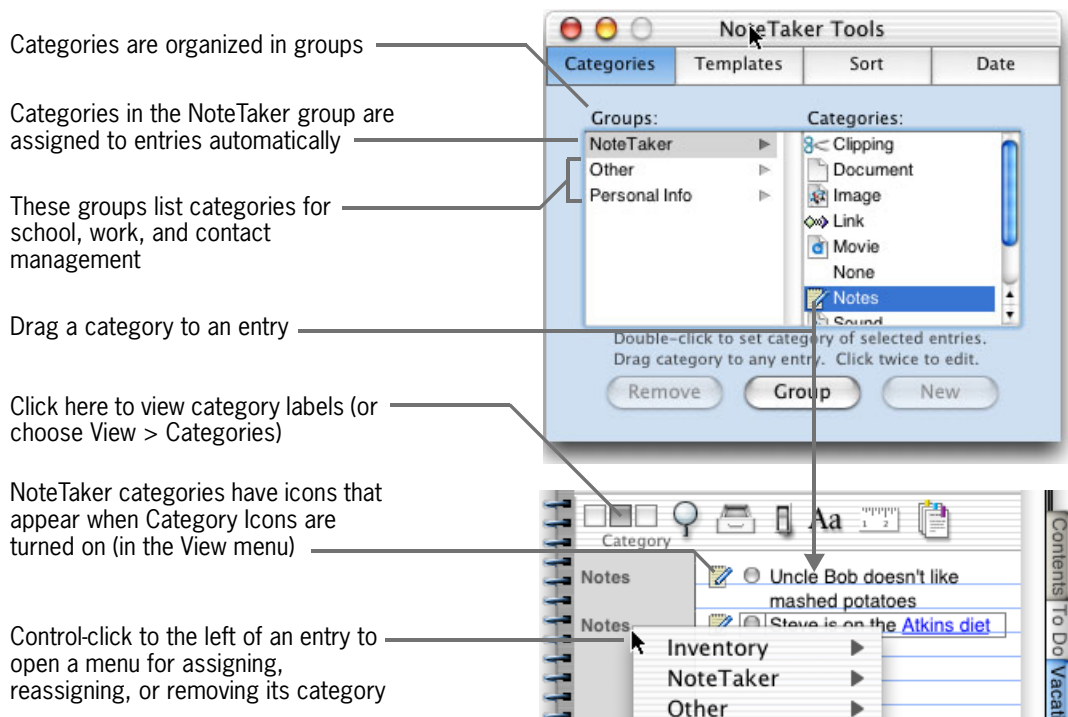 Categories are organized in groups
Categories in the NoteTaker group are
assigned to entries automatically
These groups list categories for
school, work, and contact
management
Drag a category to an entry
Click here to view category labels (or
choose View > Categories)
NoteTaker categories have icons that
appear when Category Icons are
turned on (in the View menu)
Control-click to the left of an entry to
open a menu for assigning,
reassigning, or removing its category
NoteTaker Tools
Categories
Templates
Sort
Date
Groups:
NoteTaker
Other
Personal Info
Categories:
Clipping
Document
Image
Link
Movie
None
Notes
Sound
Double-click to set category of selected entries.
Drag category to any entry. Click twice to edit.
Remove
Group
New
Category
Aa
1 2
Notes
Uncle Bob doesn't like
mashed potatoes
Notes
Steve is on the Atkins diet
Inventory
NoteTaker
Other
Contents
To Do
Vacati